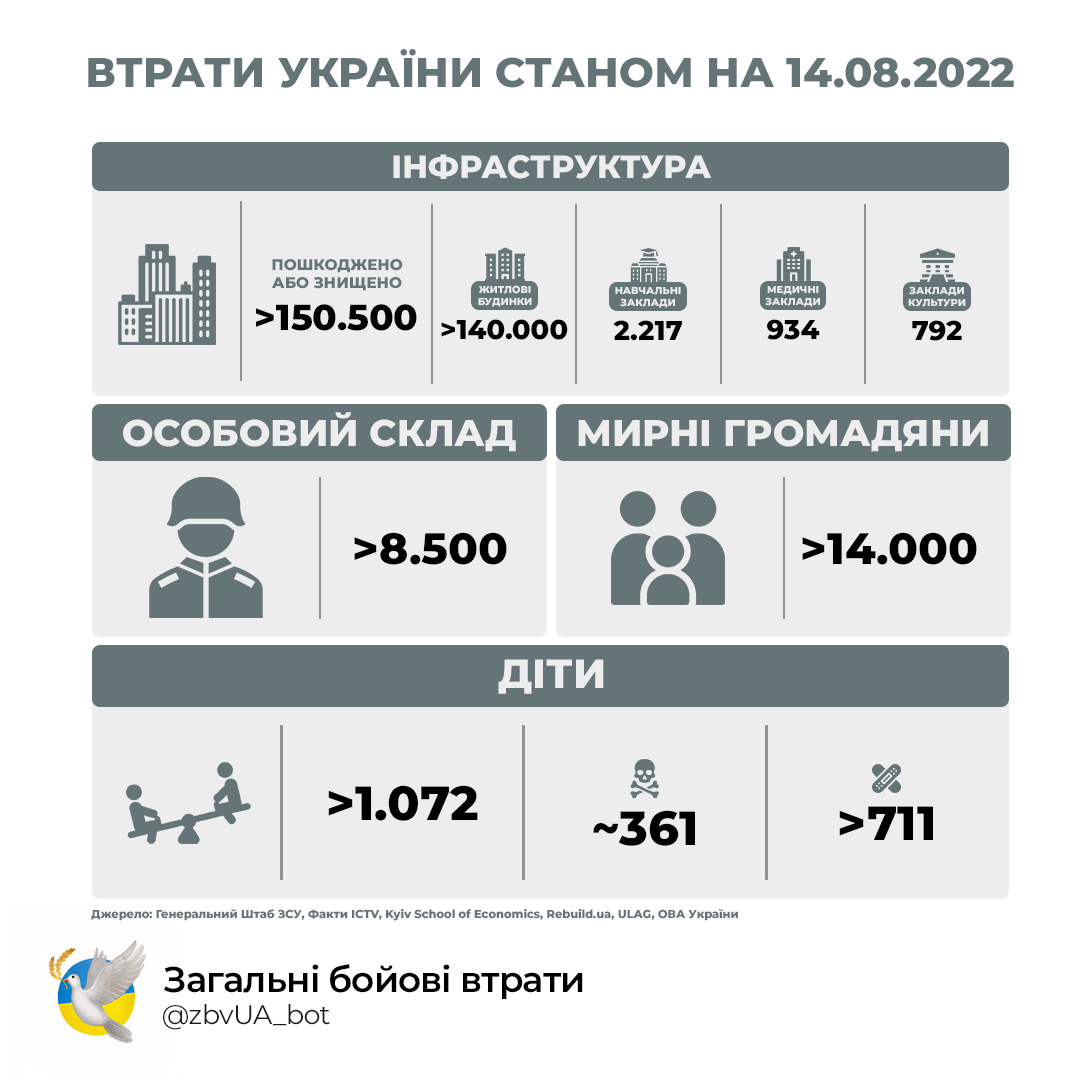 ВТРАТИ УКРАЇНИ СТАНОМ НА 14.08.2022
ІНФРАСТРУКТУРА
ПОШКОДЖЕНО
АБО ЗНИЩЕНО
>150.500
ЖИТЛОВІ
БУДИНКИ
>140.000
НАВЧАЛЬНІ
ЗАКЛАДИ
2.217
МЕДИЧНІ
ЗАКЛАДИ
934
ЗАКЛАДИ
КУЛЬТУРИ
792
ОСОБОВИЙ СКЛАД
>8.500
МИРНІ ГРОМАДЯНИ
>14.000
ДІТИ
>1.072
~361
>711
Джерело: Генеральний Штаб ЗСУ, Факти ICTV, Kyiv School of Economics, Rebuild.ua, ULAG, ОВА України
Загальні бойові втрати
@zbvUA_bot